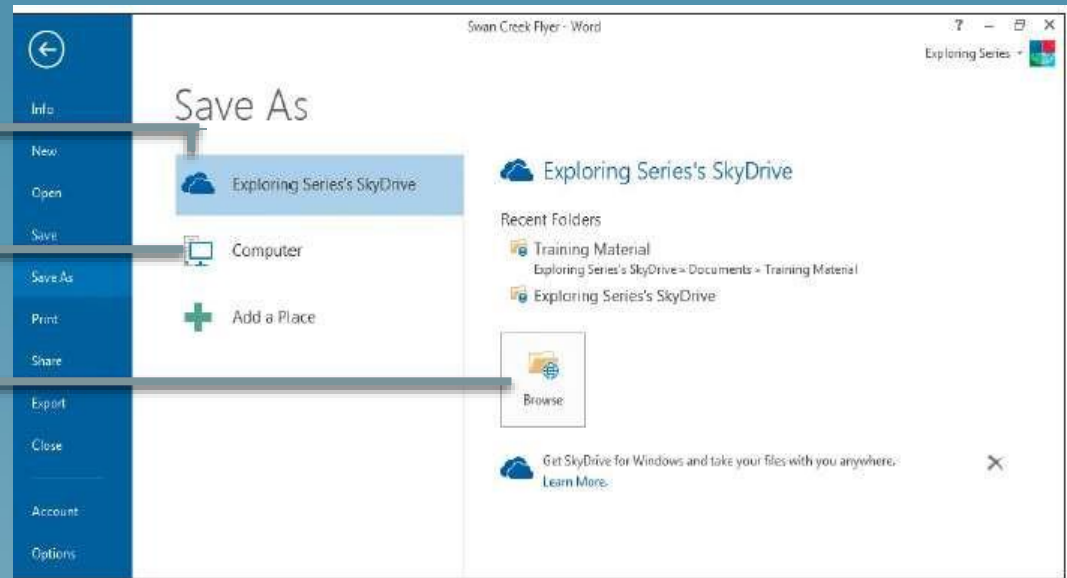 Swan Creek Flyer - Word
?
Exploring Series
Info
New
Open
Save
Save As
Print
Share
Export
Close
Account
Options
Save As
Exploring Series's SkyDrive
Computer
Add a Place
Exploring Series's SkyDrive
Recent Folders
Training Material
Exploring Series's SkyDrive » Documents » Training Material
Exploring Series's SkyDrive
Browse
Get SkyDrive for Windows and take your files with you anywhere.
Learn More.